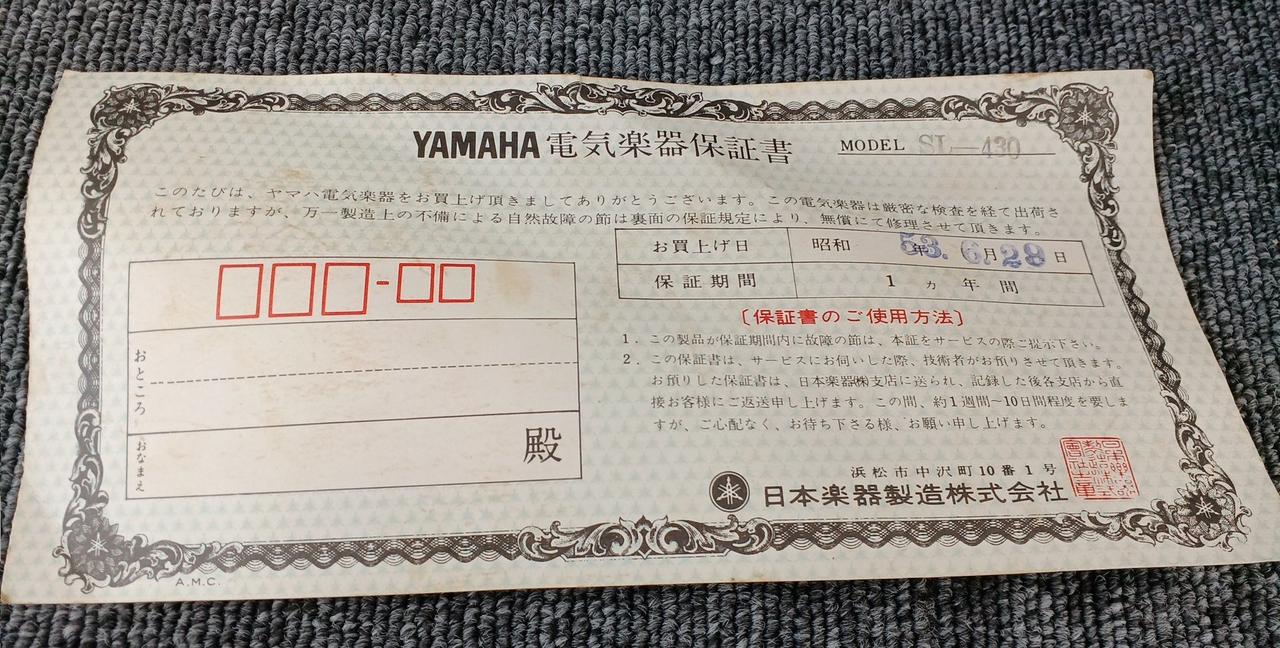 YAMAHA 電気楽器保証書
MODEL SL-430
このたびは、ヤマハ電気楽器をお買上げ頂きましてありがとうございます。この電気楽器は厳密な検査を経て出荷さ
れておりますが、万一製造上の不備による自然故障の節は裏面の保証規定により、無償にて修理させて頂きます。
お買上げ日 昭和 53年 6月28日
保証期間 1ヵ年間
おところ
おなまえ
殿
〔保証書のご使用方法〕
1. この製品が保証期間内に故障の節は、本証をサービスの際ご提示下さい。
2. この保証書は、サービスにお伺いした際、技術者がお預りさせて頂きます。
お預りした保証書は、日本楽器㈱支店に送られ、記録した後各支店から直
接お客様にご返送申し上げます。この間、約1週間~10日間程度を要しま
すが、ご心配なく、お待ち下さる様、お願い申し上げます。
浜松市中沢町10番1号
日本楽器製造株式会社
A.M.C.